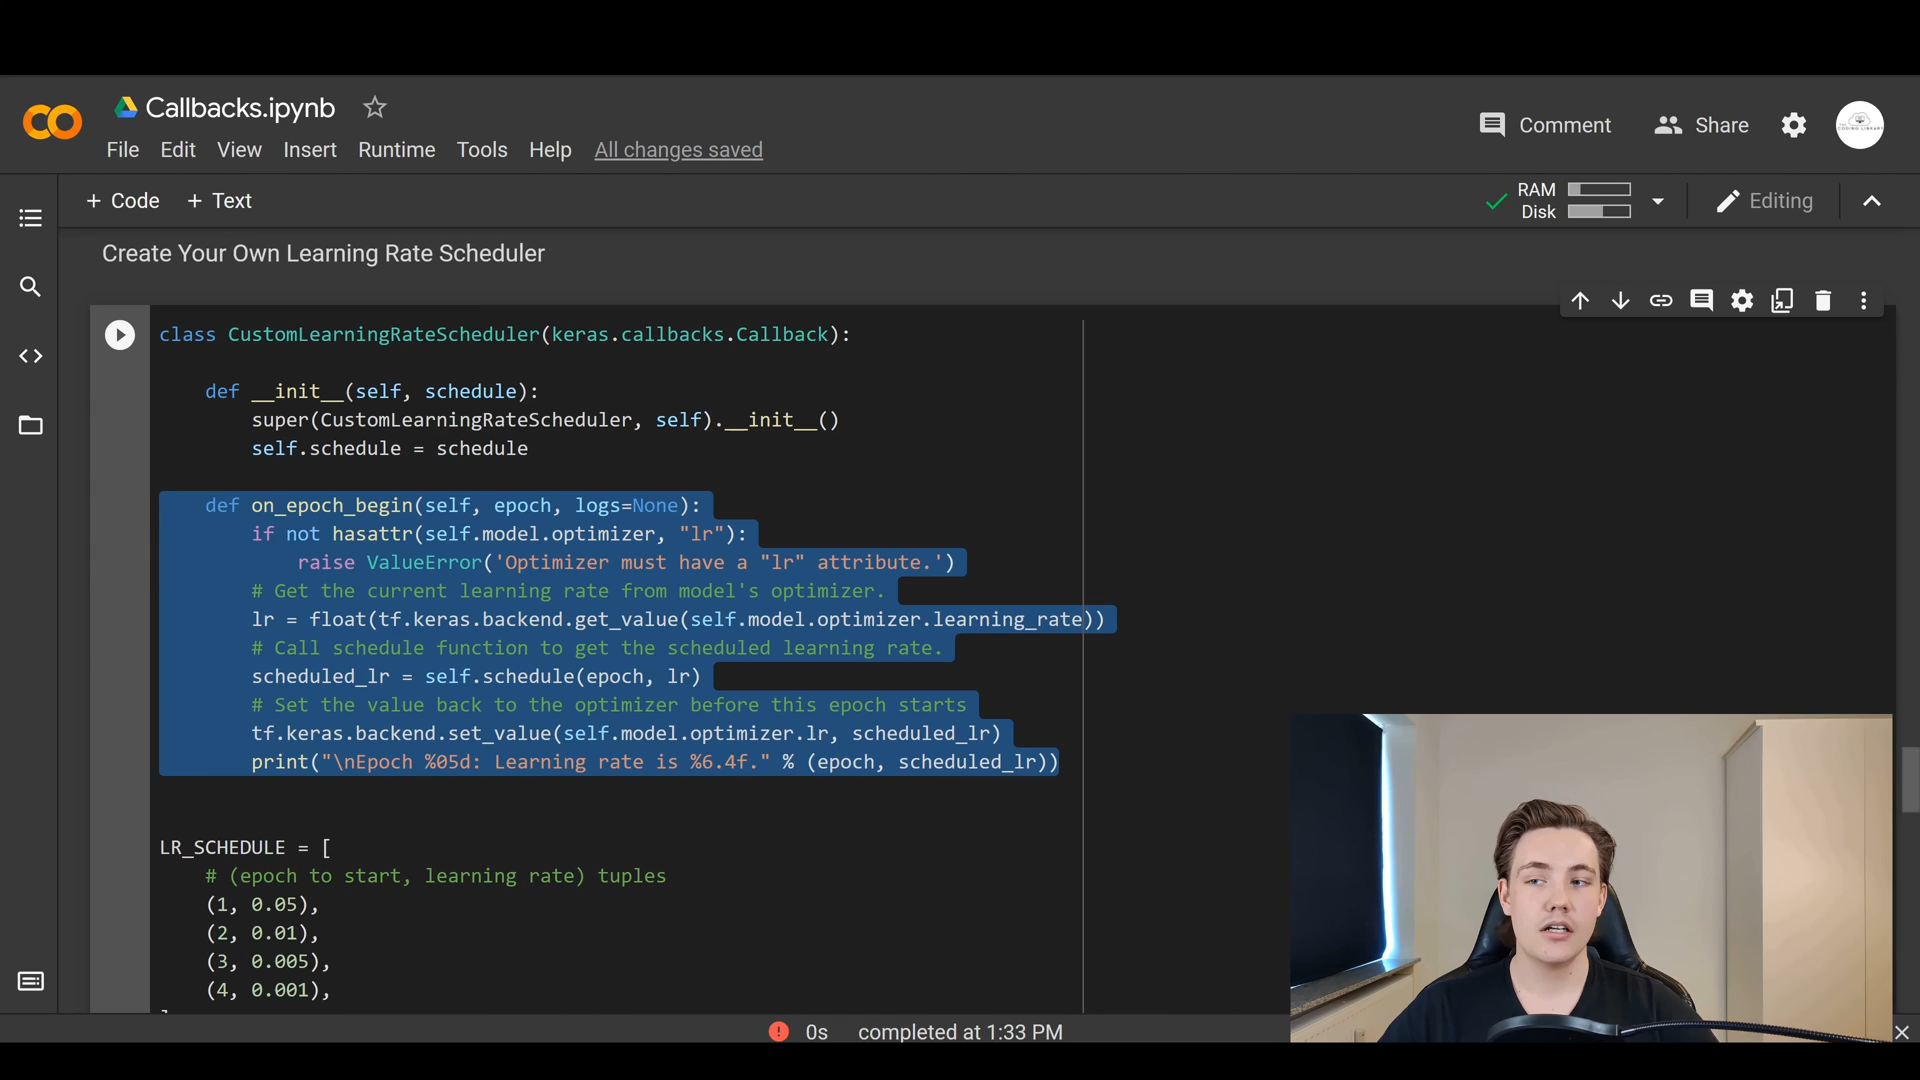 Callbacks.ipynb
Comment
Share
File Edit View Insert Runtime Tools Help All changes saved
+ Code + Text
RAM
Disk
Editing
Create Your Own Learning Rate Scheduler
class CustomLearningRateScheduler(keras.callbacks.Callback):
def __init__(self, schedule):
super(CustomLearningRateScheduler, self).__init__()
self.schedule = schedule
def on_epoch_begin(self, epoch, logs=None):
if not hasattr(self.model.optimizer, "lr"):
raise ValueError('Optimizer must have a "lr" attribute.')
# Get the current learning rate from model's optimizer.
lr = float(tf.keras.backend.get_value(self.model.optimizer.learning_rate))
# Call schedule function to get the scheduled learning rate.
scheduled_lr = self.schedule(epoch, lr)
# Set the value back to the optimizer before this epoch starts
tf.keras.backend.set_value(self.model.optimizer.lr, scheduled_lr)
print("\nEpoch %05d: Learning rate is %6.4f." % (epoch, scheduled_lr))
LR_SCHEDULE = [
# (epoch to start, learning rate) tuples
(1, 0.05),
(2, 0.01),
(3, 0.005),
(4, 0.001),
0s completed at 1:33 PM